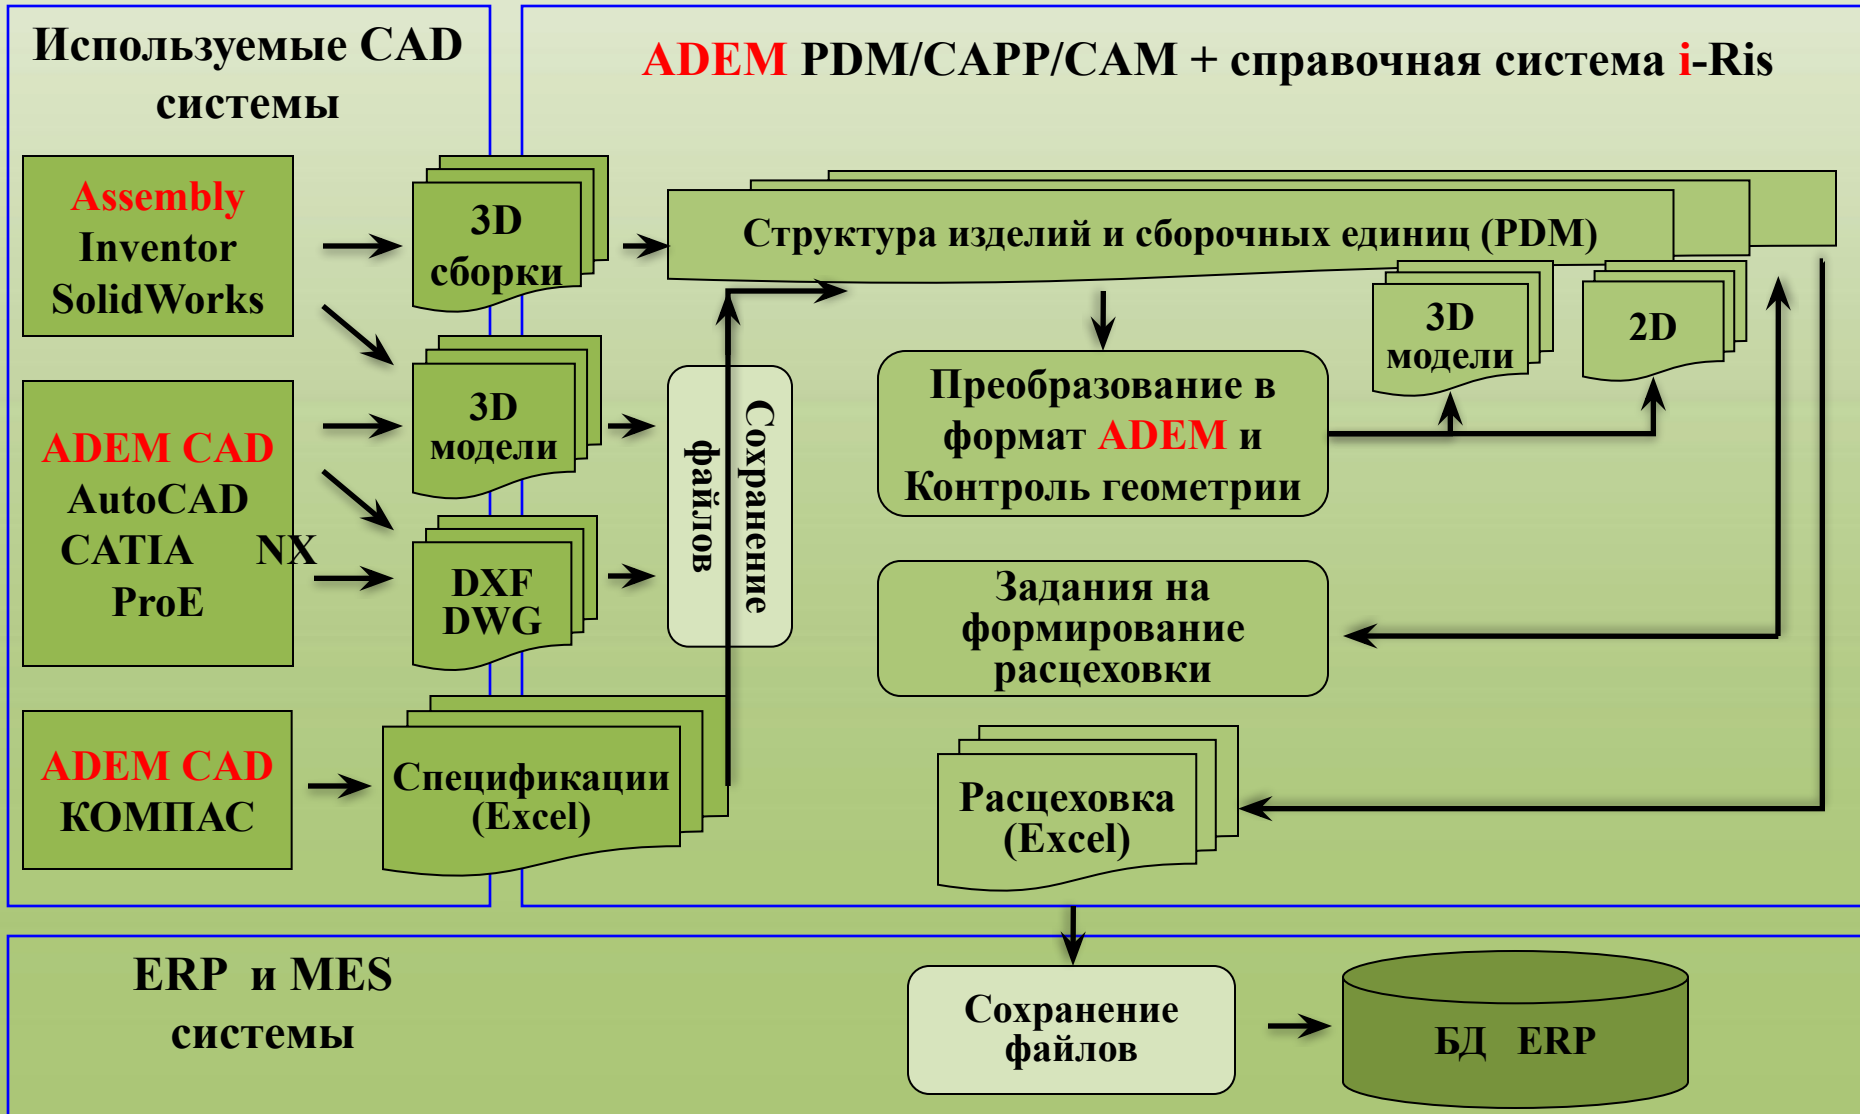 Используемые CAD
системы
ADEM PDM/CAPP/CAM + справочная система i-Ris
Assembly
Inventor
SolidWorks
3D
сборки
Структура изделий и сборочных единиц (PDM)
3D
модели
2D
ADEM CAD
AutoCAD
CATIA NX
ProE
3D
модели
DXF
DWG
Сохранение
файлов
Преобразование в
формат ADEM и
Контроль геометрии
Задания на
формирование
расцеховки
ADEM CAD
КОМПАС
Спецификации
(Excel)
Расцеховка
(Excel)
ERP и MES
системы
Сохранение
файлов
БД ERP